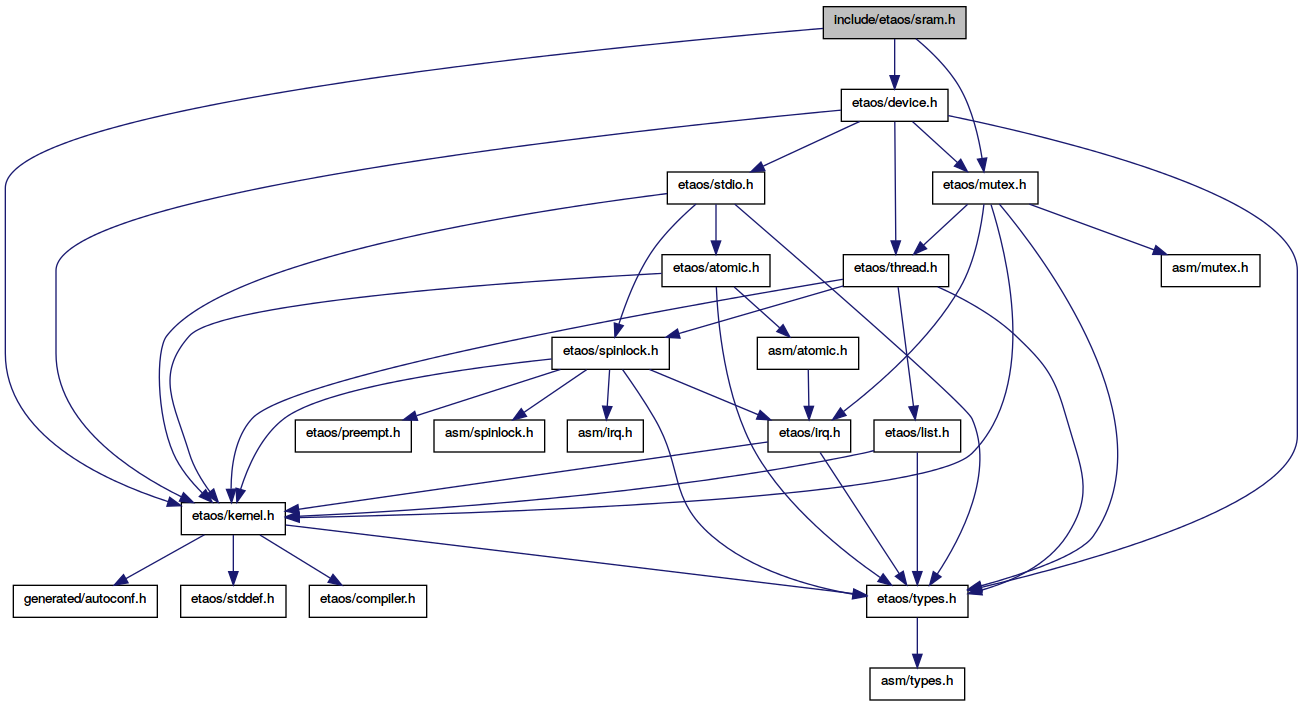 include/etaos/sram.h
etaos/device.h
etaos/stdio.h
etaos/mutex.h
etaos/atomic.h
etaos/thread.h
asm/mutex.h
etaos/spinlock.h
asm/atomic.h
etaos/preempt.h
asm/spinlock.h
asm/irq.h
etaos/irq.h
etaos/list.h
etaos/kernel.h
generated/autoconf.h
etaos/stddef.h
etaos/compiler.h
etaos/types.h
asm/types.h